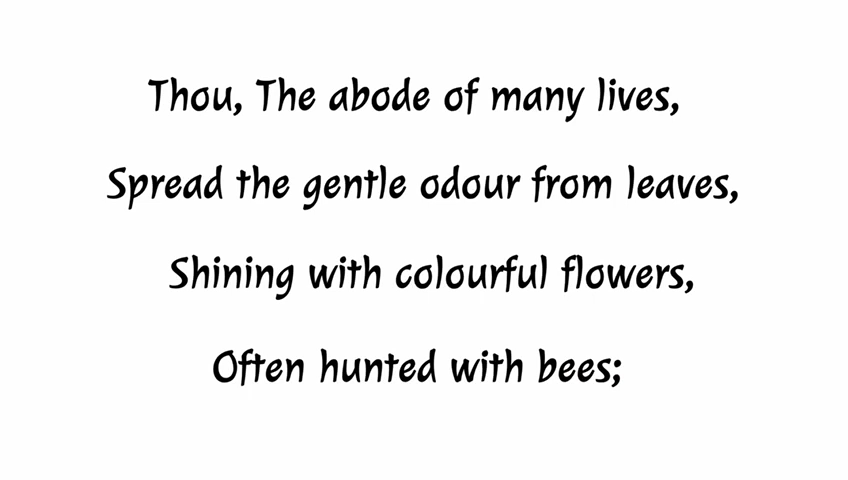 Thou, The abode of many lives,
Spread the gentle odour from leaves,
Shining with colourful flowers,
Often hunted with bees;